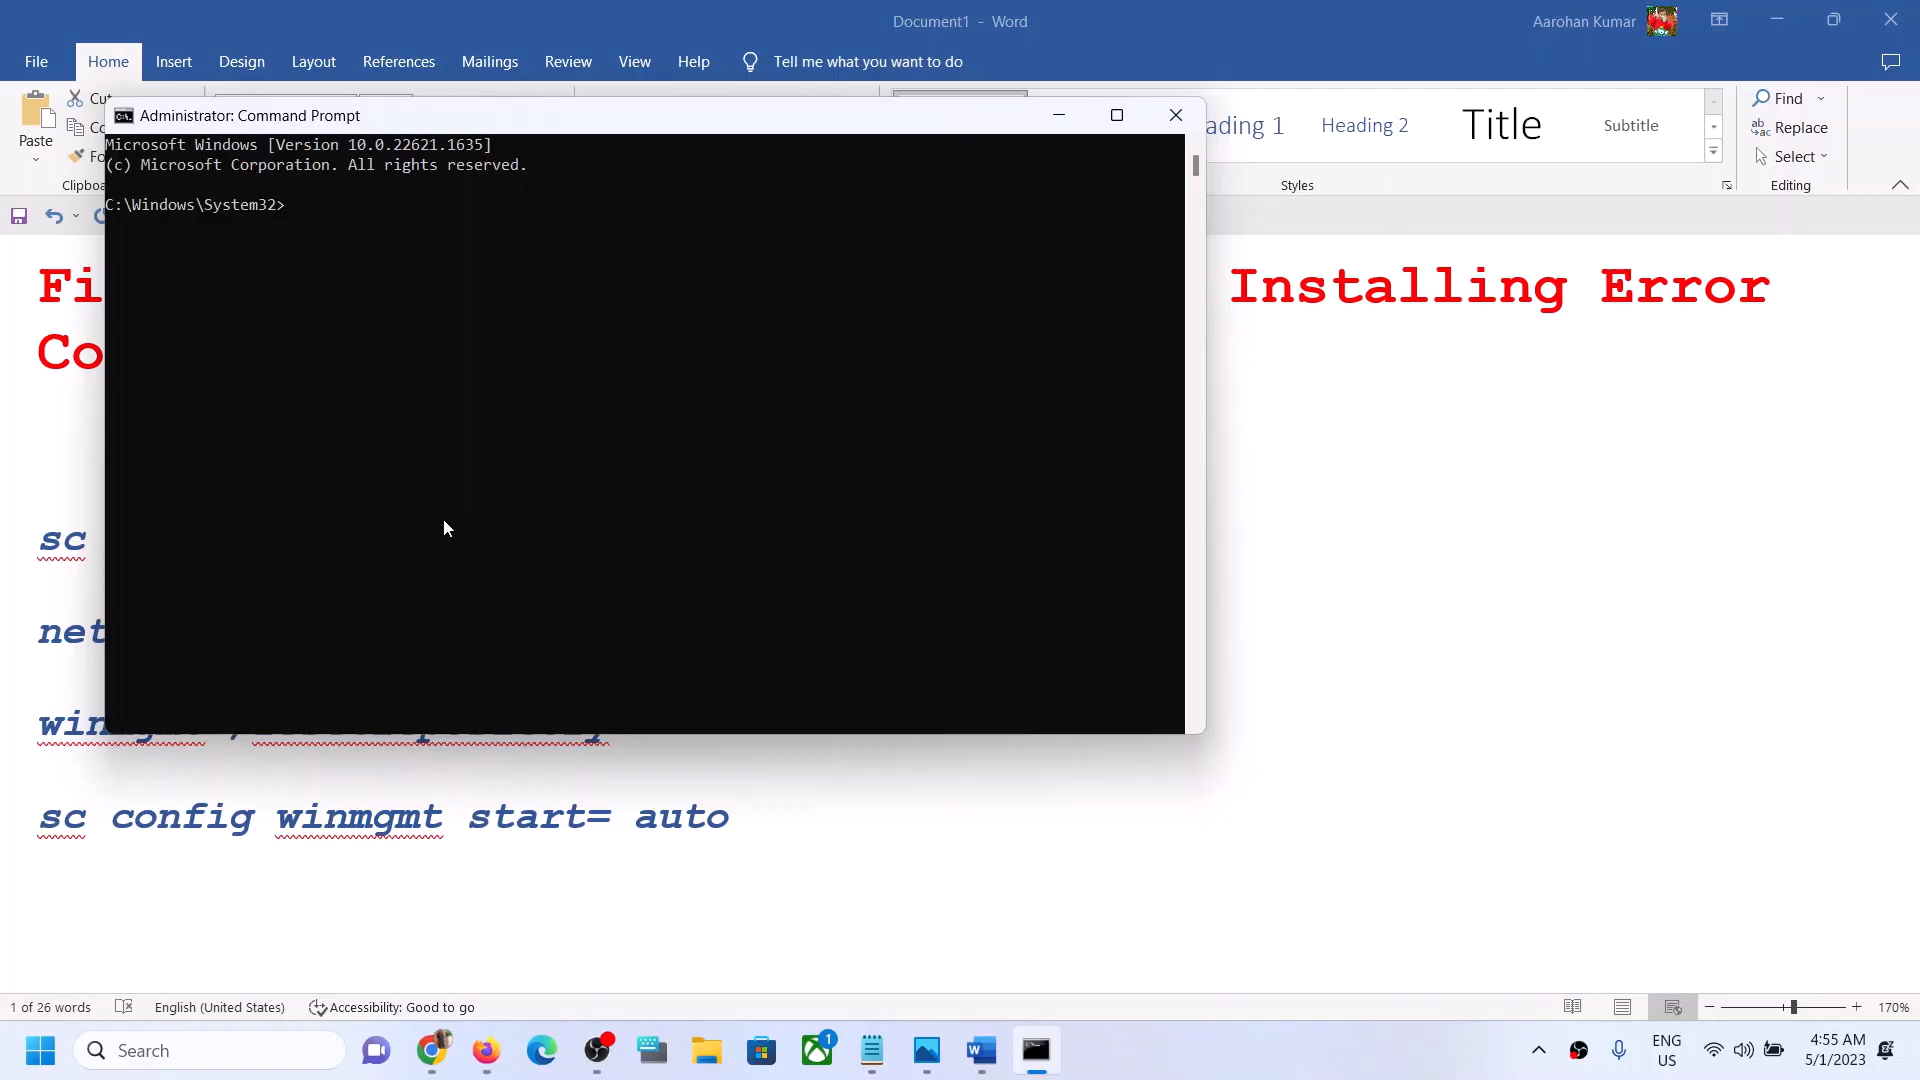 Document1 - Word
Aarohan Kumar
File
Home
Insert
Design
Layout
References
Mailings
Review
View
Help
Tell me what you want to do
Paste
Clipboa
Administrator: Command Prompt
Heading 2
Title
Subtitle
Styles
Find
Replace
Select
Editing
Microsoft Windows [Version 10.0.22621.1635]
(c) Microsoft Corporation. All rights reserved.
C:\Windows\System32>
Installing Error
sc
net
sc config winmgmt start= auto
1 of 26 words
English (United States)
Accessibility: Good to go
170%
Search
1
ENG
US
4:55 AM
5/1/2023